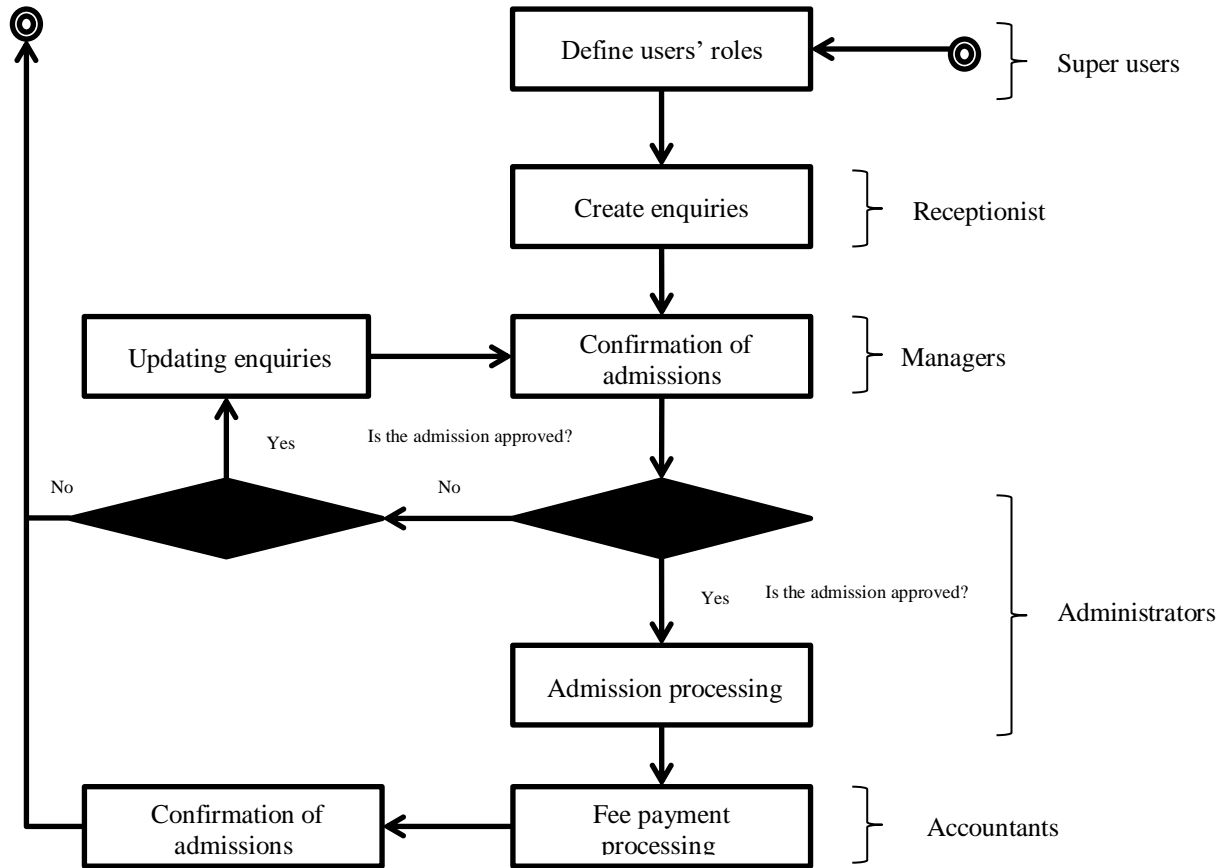 Define users’ roles
Super users
Create enquiries
Receptionist
Updating enquiries
Confirmation of
admissions
Managers
Yes
Is the admission approved?
No
No
Yes
Is the admission approved?
Administrators
Admission processing
Confirmation of
admissions
Fee payment
processing
Accountants